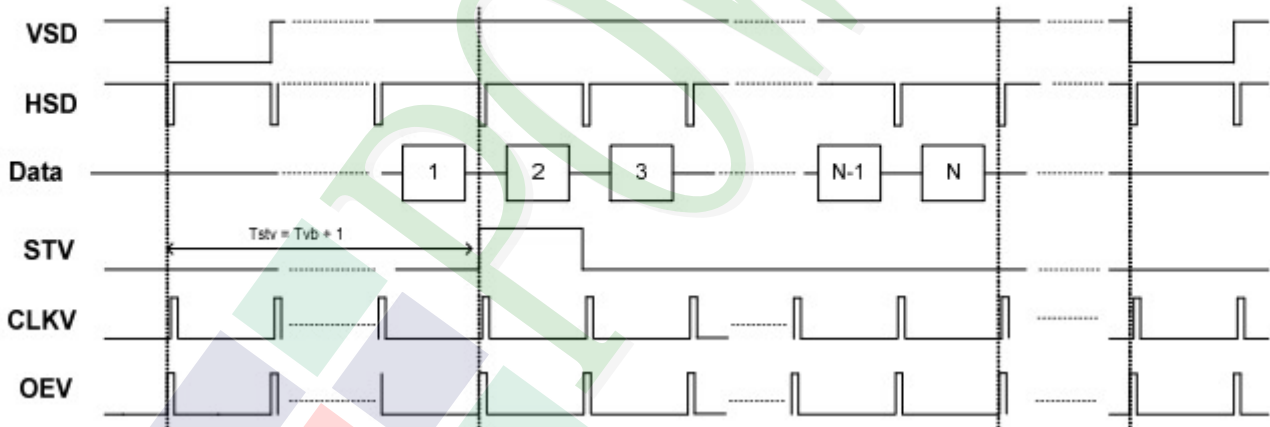 VSD
HSD
Data
1
2
3
N-1
N
STV
Tstv = Tvb + 1
CLKV
OEV